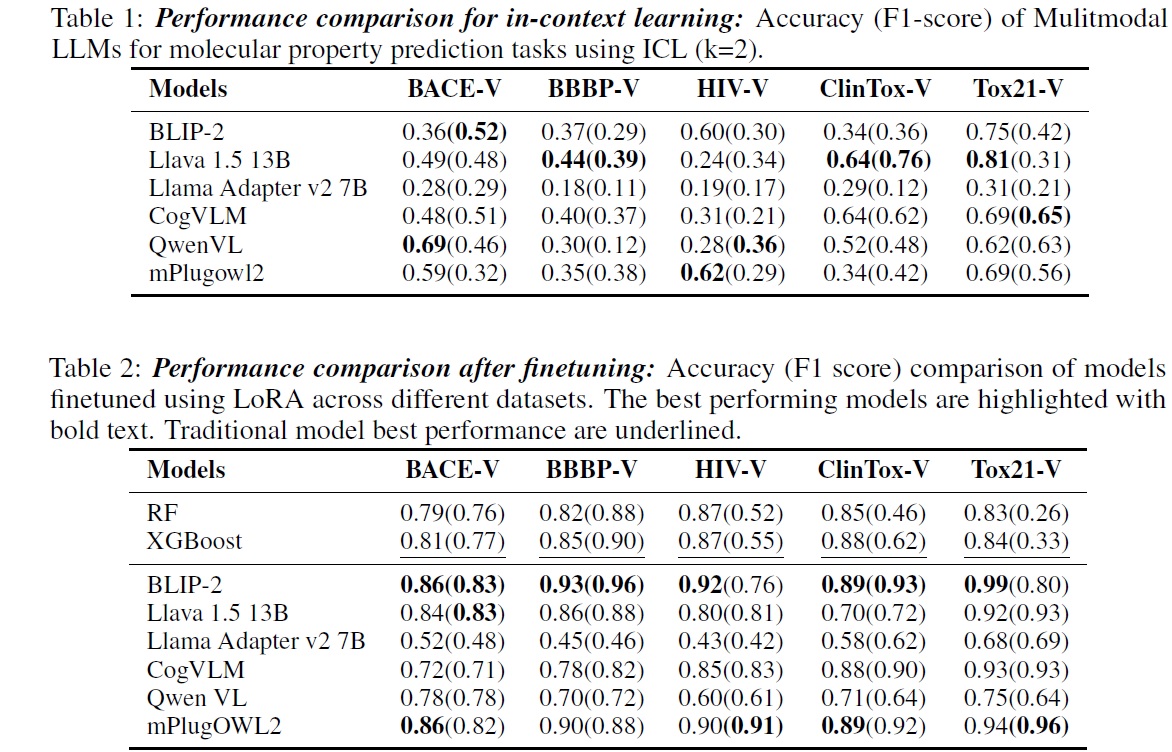 Table 1: Performance comparison for in-context learning: Accuracy (F1-score) of Mulitmodal
LLMs for molecular property prediction tasks using ICL (k=2).
Models BACE-V BBBP-V HIV-V ClinTox-V Tox21-V
BLIP-2 0.36(0.52) 0.37(0.29) 0.60(0.30) 0.34(0.36) 0.75(0.42)
Llava 1.5 13B 0.49(0.48) 0.44(0.39) 0.24(0.34) 0.64(0.76) 0.81(0.31)
Llama Adapter v2 7B 0.28(0.29) 0.18(0.11) 0.19(0.17) 0.29(0.12) 0.31(0.21)
CogVLM 0.48(0.51) 0.40(0.37) 0.31(0.21) 0.64(0.62) 0.69(0.65)
QwenVL 0.69(0.46) 0.30(0.12) 0.28(0.36) 0.52(0.48) 0.62(0.63)
mPlugowl2 0.59(0.32) 0.35(0.38) 0.62(0.29) 0.34(0.42) 0.69(0.56)
Table 2: Performance comparison after finetuning: Accuracy (F1 score) comparison of models
finetuned using LoRA across different datasets. The best performing models are highlighted with
bold text. Traditional model best performance are underlined.
Models BACE-V BBBP-V HIV-V ClinTox-V Tox21-V
RF 0.79(0.76) 0.82(0.88) 0.87(0.52) 0.85(0.46) 0.83(0.26)
XGBoost 0.81(0.77) 0.85(0.90) 0.87(0.55) 0.88(0.62) 0.84(0.33)
BLIP-2 0.86(0.83) 0.93(0.96) 0.92(0.76) 0.89(0.93) 0.99(0.80)
Llava 1.5 13B 0.84(0.83) 0.86(0.88) 0.80(0.81) 0.70(0.72) 0.92(0.93)
Llama Adapter v2 7B 0.52(0.48) 0.45(0.46) 0.43(0.42) 0.58(0.62) 0.68(0.69)
CogVLM 0.72(0.71) 0.78(0.82) 0.85(0.83) 0.88(0.90) 0.93(0.93)
Qwen VL 0.78(0.78) 0.70(0.72) 0.60(0.61) 0.71(0.64) 0.75(0.64)
mPlugOWL2 0.86(0.82) 0.90(0.88) 0.90(0.91) 0.89(0.92) 0.94(0.96)